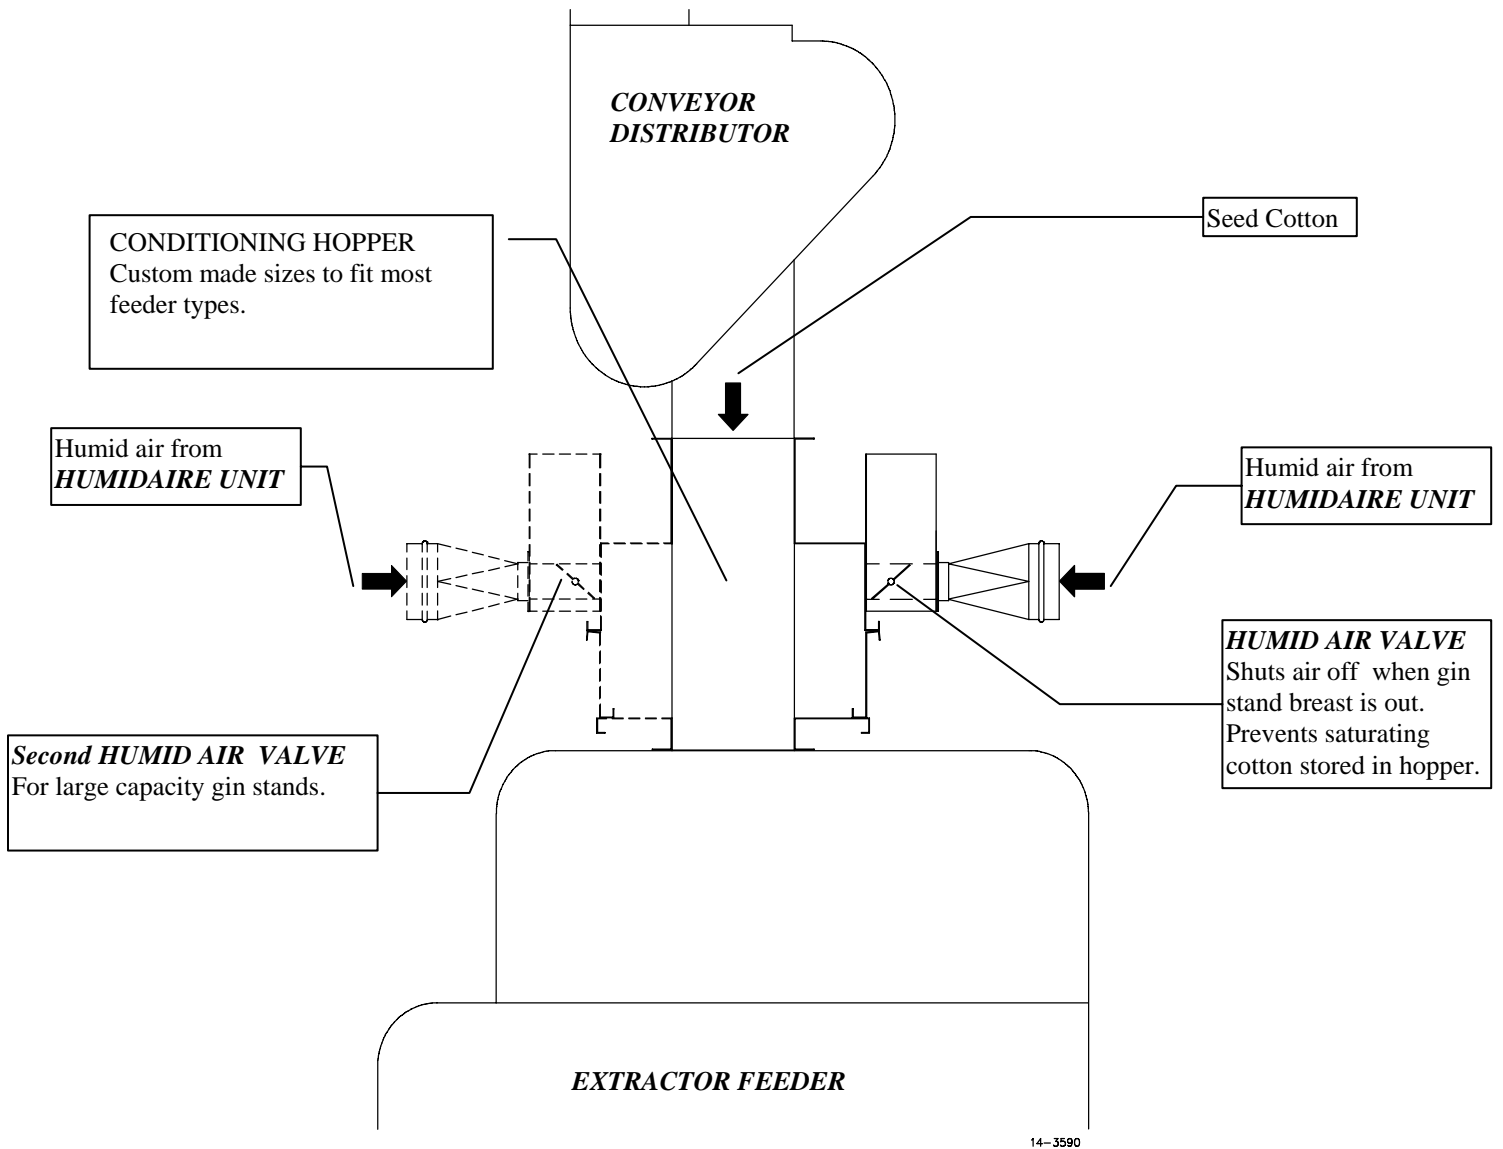 CONVEYOR
DISTRIBUTOR
Seed Cotton
CONDITIONING HOPPER
Custom made sizes to fit most
feeder types.
Humid air from
HUMIDAIRE UNIT
Humid air from
HUMIDAIRE UNIT
HUMID AIR VALVE
Shuts air off when gin
stand breast is out.
Prevents saturating
cotton stored in hopper.
Second HUMID AIR VALVE
For large capacity gin stands.
EXTRACTOR FEEDER
14-3590